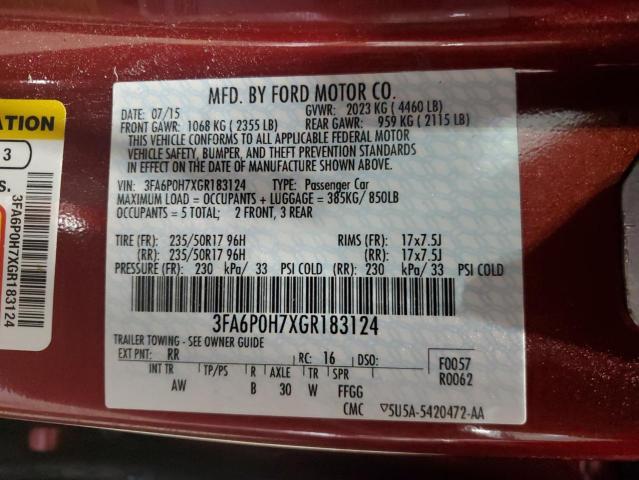 MFD. BY FORD MOTOR CO.
DATE: 07/15 GVWR: 2023 KG ( 4460 LB)
FRONT GAWR: 1068 KG ( 2355 LB) REAR GAWR: 959 KG ( 2115 LB)
THIS VEHICLE CONFORMS TO ALL APPLICABLE FEDERAL MOTOR
VEHICLE SAFETY, BUMPER, AND THEFT PREVENTION STANDARDS
IN EFFECT ON THE DATE OF MANUFACTURE SHOWN ABOVE.
VIN: 3FA6P0H7XGR183124 TYPE: Passenger Car
MAXIMUM LOAD = OCCUPANTS + LUGGAGE = 385KG/ 850LB
OCCUPANTS = 5 TOTAL; 2 FRONT, 3 REAR
TIRE (FR): 235/50R17 96H RIMS (FR): 17x7.5J
(RR): 235/50R17 96H (RR): 17x7.5J
PRESSURE (FR): 230 kPa/ 33 PSI COLD (RR): 230 kPa/ 33 PSI COLD
3FA6P0H7XGR183124
TRAILER TOWING - SEE OWNER GUIDE
EXT PNT: RR RC: 16 DSO: F0057
INT TR TP/PS R AXLE TR SPR R0062
AW B 30 W FFGG
CMC 5U5A-5420472-AA
ATION
3
s.
3FA6P0H7XGR183124